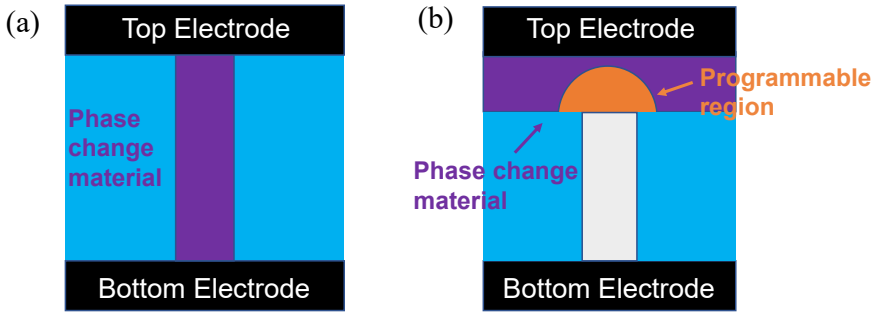 (a)
Top Electrode
Phase
change
material
Bottom Electrode
(b)
Top Electrode
Programmable
region
Phase change
material
Bottom Electrode